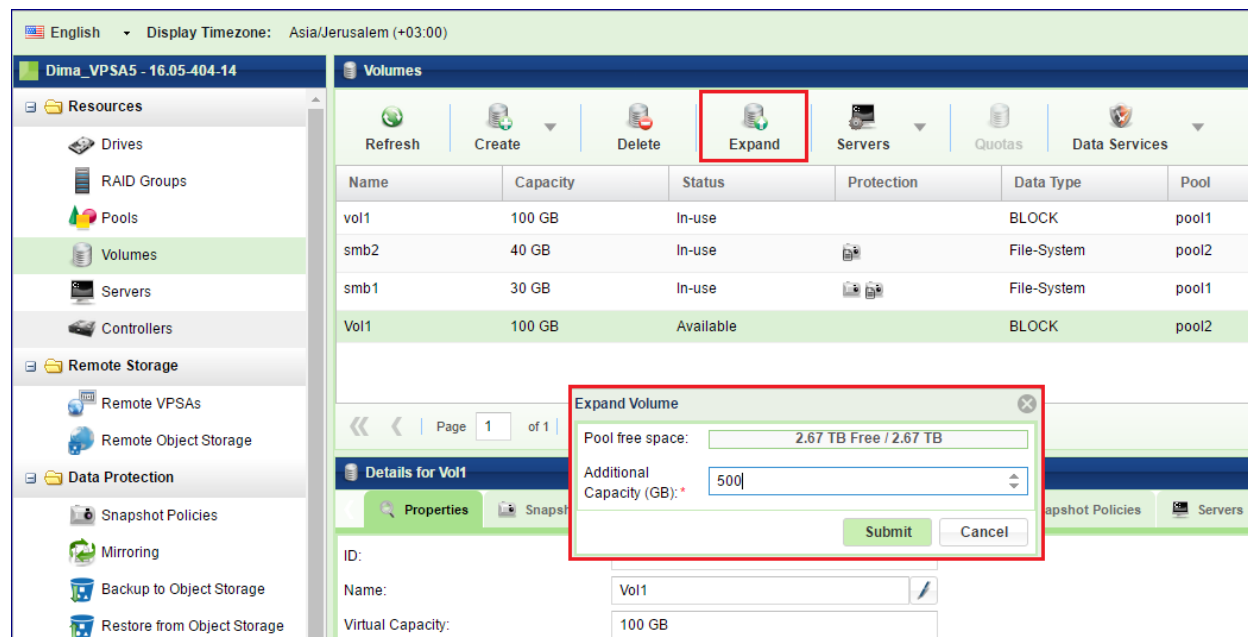 English Display Timezone: Asia/Jerusalem (+03:00)
Dima_VPSA5 - 16.05-404-14
Resources
Drives
RAID Groups
Pools
Volumes
Servers
Controllers
Remote Storage
Remote VPSAs
Remote Object Storage
Data Protection
Snapshot Policies
Mirroring
Backup to Object Storage
Restore from Object Storage
Volumes
Refresh Create Delete Expand Servers Quotas Data Services
Name Capacity Status Protection Data Type Pool
vol1 100 GB In-use BLOCK pool1
smb2 40 GB In-use File-System pool2
smb1 30 GB In-use File-System pool1
Vol1 100 GB Available BLOCK pool2
Page 1 of 1
Expand Volume
Pool free space: 2.67 TB Free / 2.67 TB
Additional
Capacity (GB): * 500
Submit Cancel
Details for Vol1
Properties Snapsh apshot Policies Servers
ID:
Name: Vol1
Virtual Capacity: 100 GB